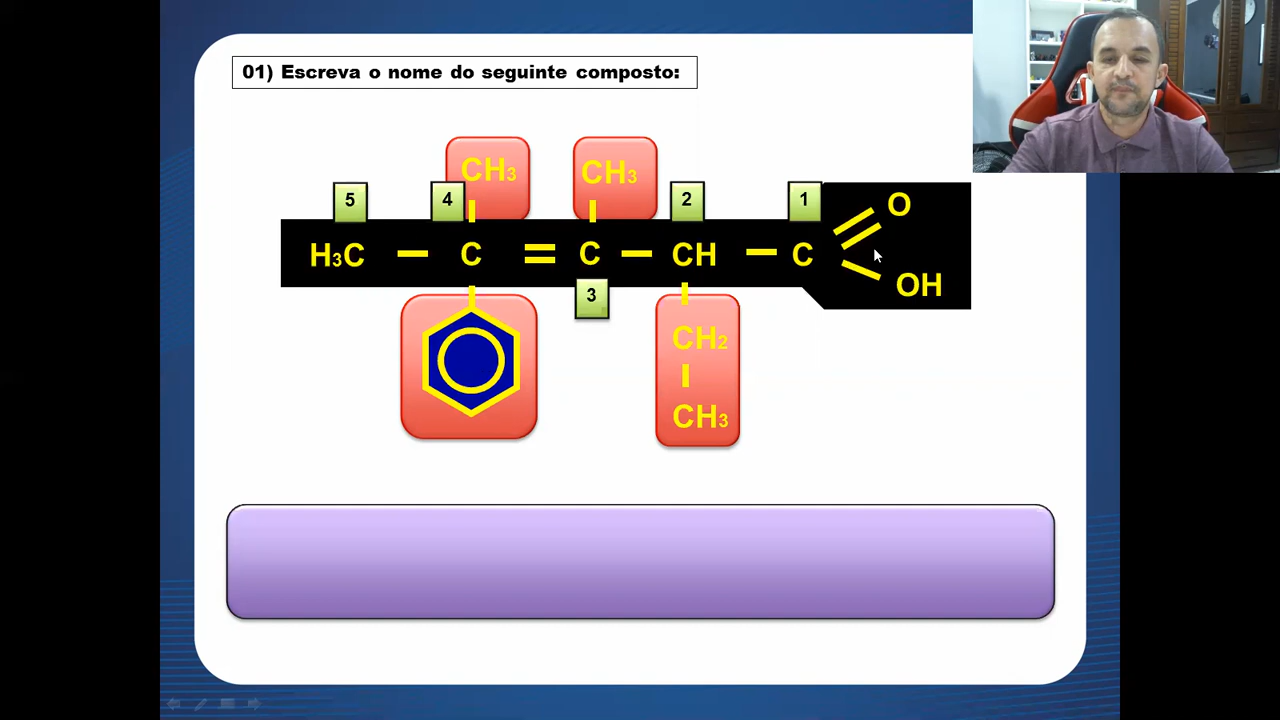 01) Escreva o nome do seguinte composto:
CH₃ CH₃
5 4 2 1
O
H₃C — C = C — CH — C
OH
3
CH₂
CH₃